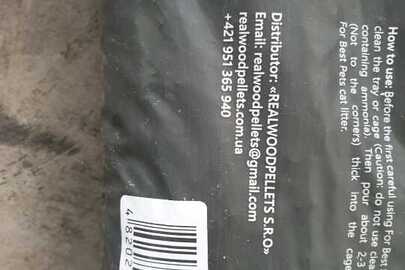 How to use: Before the first careful using For Best
clean the tray or cage (Caution: do not use clea
containing ammonia). Then pour about 2-3
(Not to the corners) thick into the cage
For Best Pets cat litter.
Distributor: «REALWOODPELLETS S.R.O»
Email: realwoodpellets@gmail.com
realwoodpellets.com.ua
+421 951 365 940
4 8202